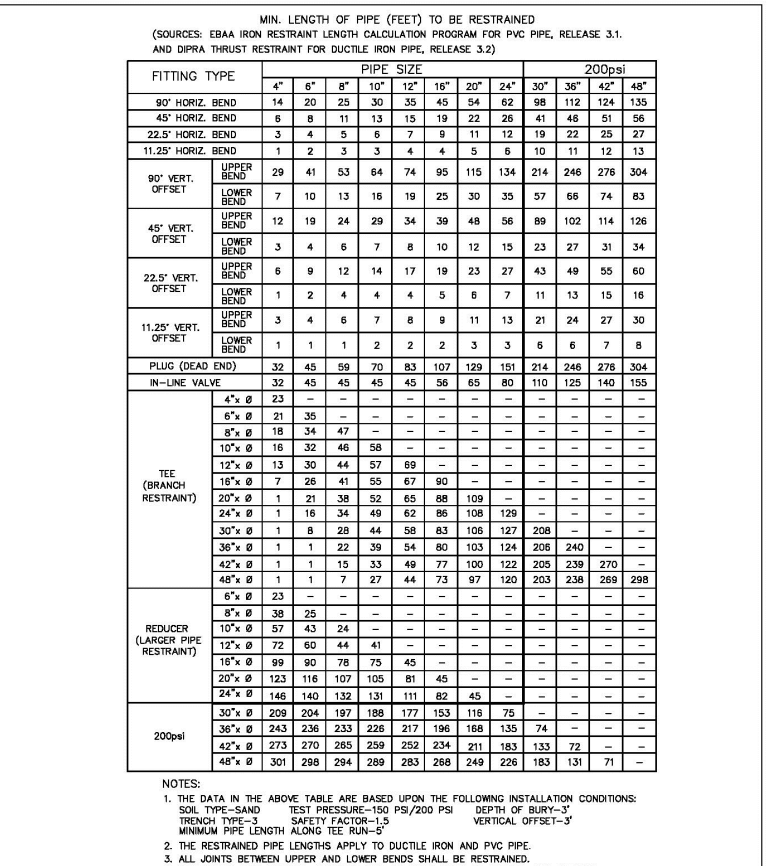 MIN. LENGTH OF PIPE (FEET) TO BE RESTRAINED
(SOURCES: EBAA IRON RESTRAINT LENGTH CALCULATION PROGRAM FOR PVC PIPE, RELEASE 3.1.
AND DIPRA THRUST RESTRAINT FOR DUCTILE IRON PIPE, RELEASE 3.2)
FITTING TYPE PIPE SIZE 200psi
4" 6" 8" 10" 12" 16" 20" 24" 30" 36" 42" 48"
90° HORIZ. BEND 14 20 25 30 35 45 54 62 98 112 124 135
45° HORIZ. BEND 6 8 11 13 15 19 22 26 41 46 51 56
22.5° HORIZ. BEND 3 4 5 6 7 9 11 12 19 22 25 27
11.25° HORIZ. BEND 1 2 3 3 4 4 5 6 10 11 12 13
90° VERT. OFFSET UPPER BEND 29 41 53 64 74 95 115 134 214 246 276 304
LOWER BEND 7 10 13 16 19 25 30 35 57 66 74 83
45° VERT. OFFSET UPPER BEND 12 19 24 29 34 39 48 56 89 102 114 126
LOWER BEND 3 4 6 7 8 10 12 15 23 27 31 34
22.5° VERT. OFFSET UPPER BEND 6 9 12 14 17 19 23 27 43 49 55 60
LOWER BEND 1 2 4 4 4 5 6 7 11 13 15 16
11.25° VERT. OFFSET UPPER BEND 3 4 6 7 8 9 11 13 21 24 27 30
LOWER BEND 1 1 1 2 2 2 3 3 6 6 7 8
PLUG (DEAD END) 32 45 59 70 83 107 129 151 214 246 276 304
IN-LINE VALVE 32 45 45 45 45 56 65 80 110 125 140 155
TEE (BRANCH RESTRAINT) 4"x Ø 23 – – – – – – – – – – –
6"x Ø 21 35 – – – – – – – – – –
8"x Ø 18 34 47 – – – – – – – – –
10"x Ø 16 32 46 58 – – – – – – – –
12"x Ø 13 30 44 57 69 – – – – – – –
16"x Ø 7 26 41 55 67 90 – – – – – –
20"x Ø 1 21 38 52 65 88 109 – – – – –
24"x Ø 1 16 34 49 62 86 108 129 – – – –
30"x Ø 1 8 28 44 58 83 106 127 208 – – –
36"x Ø 1 1 22 39 54 80 103 124 206 240 – –
42"x Ø 1 1 15 33 49 77 100 122 205 239 270 –
48"x Ø 1 1 7 27 44 73 97 120 203 238 269 298
REDUCER (LARGER PIPE RESTRAINT) 6"x Ø 23 – – – – – – – – – – –
8"x Ø 38 25 – – – – – – – – – –
10"x Ø 57 43 24 – – – – – – – – –
12"x Ø 72 60 44 41 – – – – – – – –
16"x Ø 99 90 78 75 45 – – – – – – –
20"x Ø 123 116 107 105 81 45 – – – – – –
24"x Ø 146 140 132 131 111 82 45 – – – – –
200psi 30"x Ø 209 204 197 188 177 153 116 75 – – – –
36"x Ø 243 236 233 226 217 196 168 135 74 – – –
42"x Ø 273 270 265 259 252 234 211 183 133 72 – –
48"x Ø 301 298 294 289 283 268 249 226 183 131 71 –
NOTES:
1. THE DATA IN THE ABOVE TABLE ARE BASED UPON THE FOLLOWING INSTALLATION CONDITIONS:
SOIL TYPE–SAND TEST PRESSURE–150 PSI/200 PSI DEPTH OF BURY–3'
TRENCH TYPE–3 SAFETY FACTOR–1.5 VERTICAL OFFSET–3'
MINIMUM PIPE LENGTH ALONG TEE RUN–5'
2. THE RESTRAINED PIPE LENGTHS APPLY TO DUCTILE IRON AND PVC PIPE.
3. ALL JOINTS BETWEEN UPPER AND LOWER BENDS SHALL BE RESTRAINED.